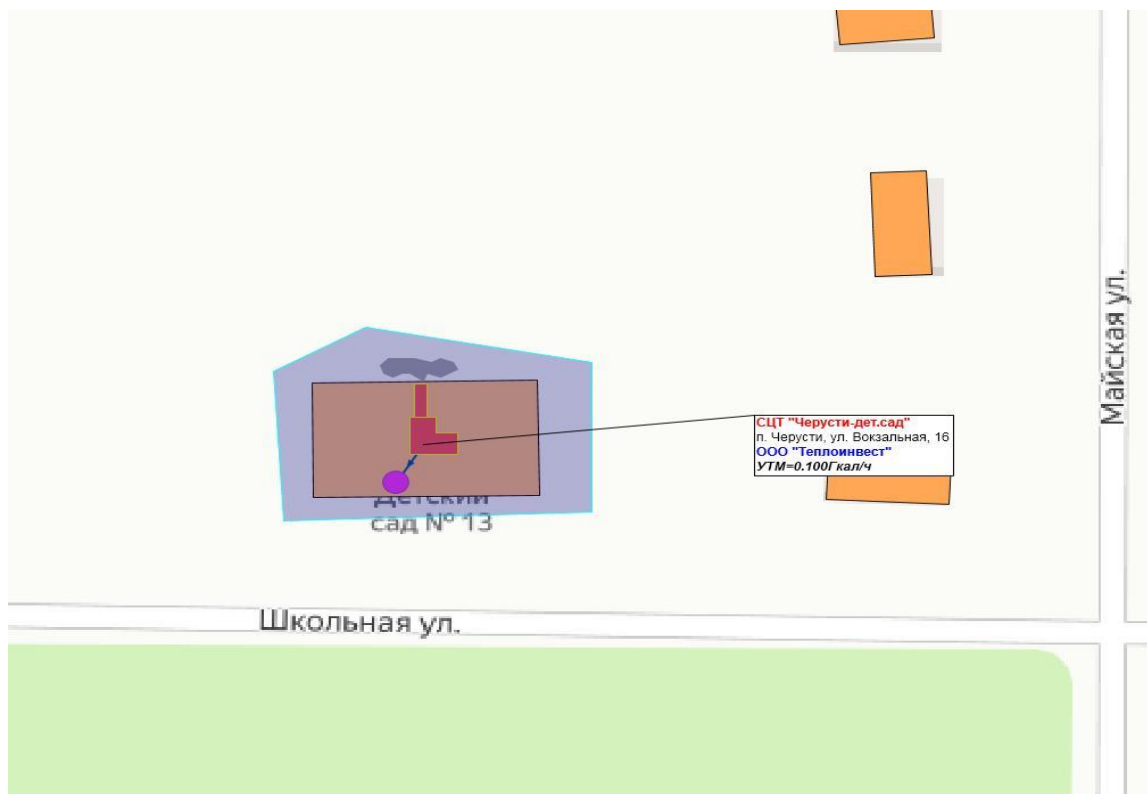 Майская ул.
СЦТ "Черусти-дет.сад"
п. Черусти, ул. Вокзальная, 16
ООО "Теплоинвест"
УТМ=0.100Гкал/ч
Детский
сад № 13
Школьная ул.